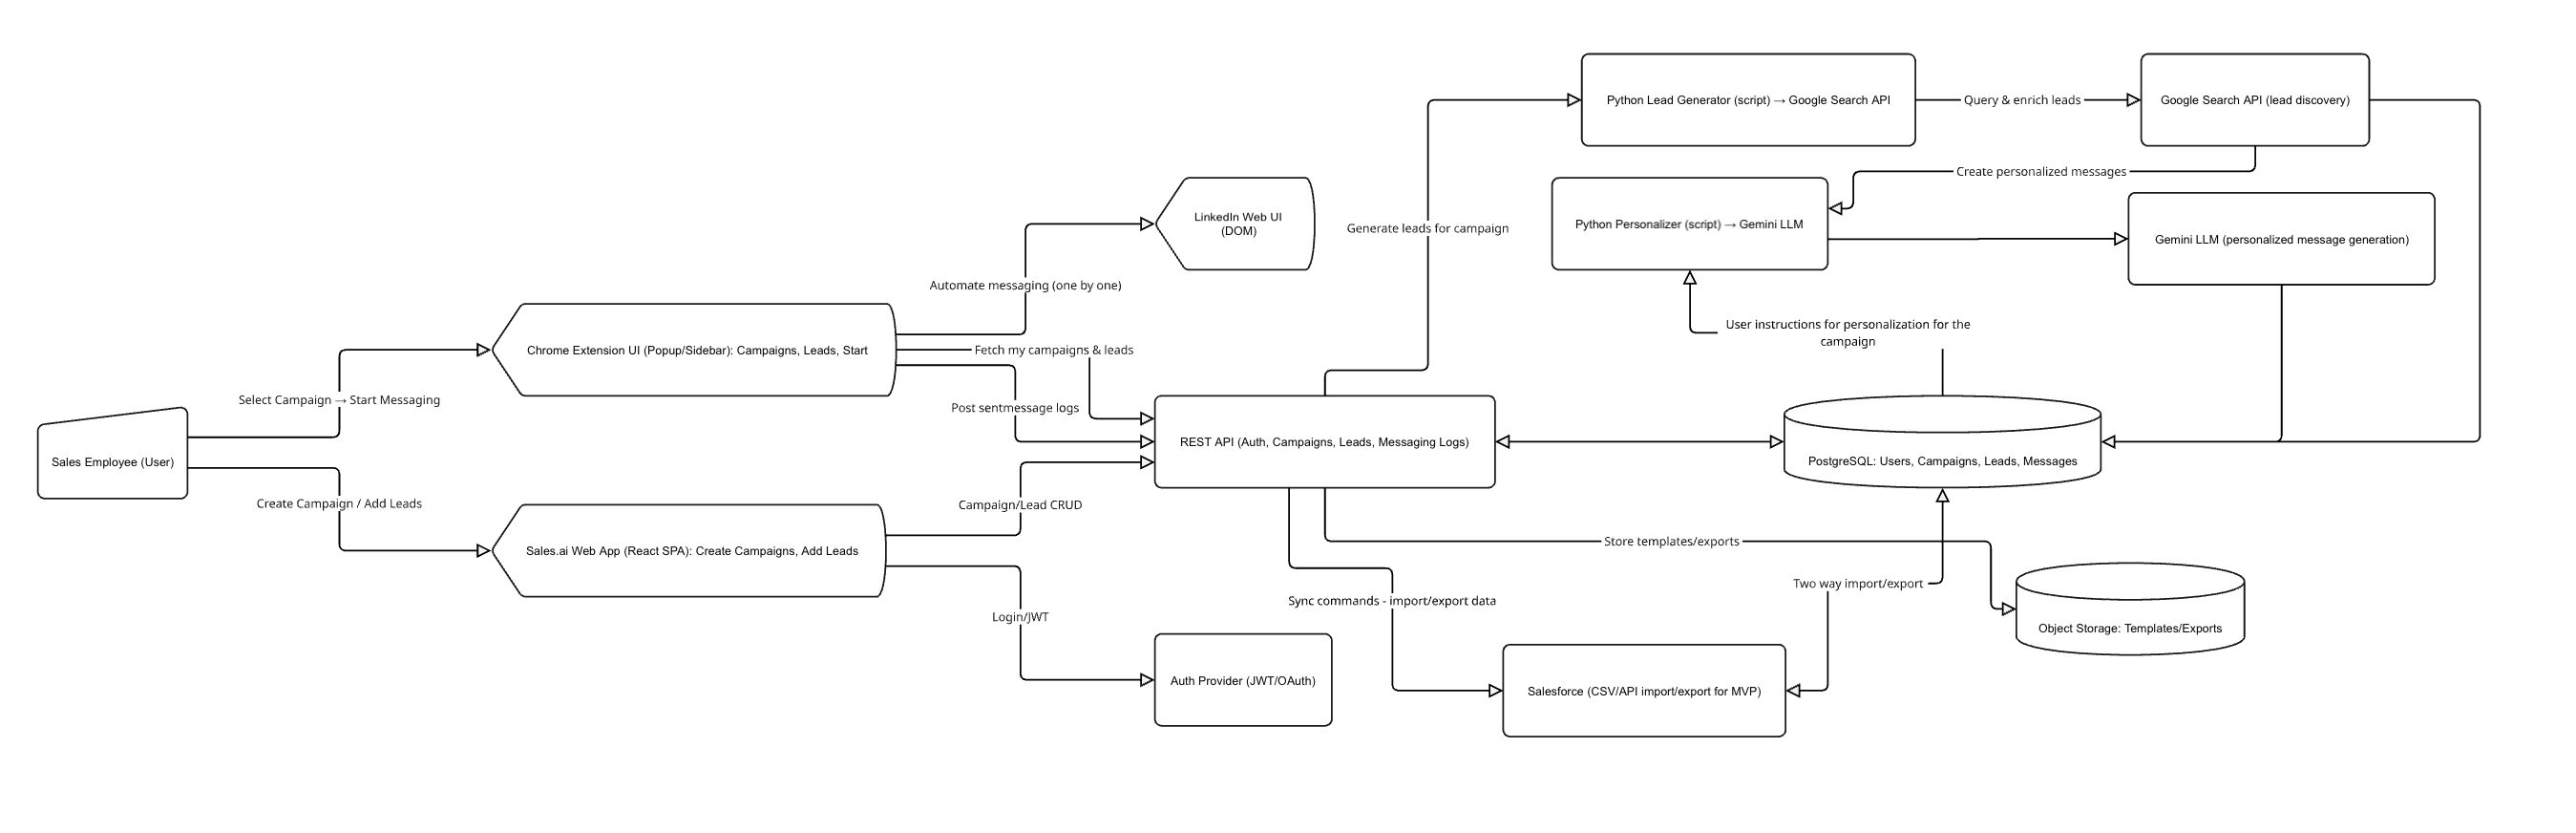 Python Lead Generator (script) → Google Search API
Query & enrich leads
Google Search API (lead discovery)
Create personalized messages
LinkedIn Web UI
(DOM)
Generate leads for campaign
Python Personalizer (script) → Gemini LLM
Gemini LLM (personalized message generation)
Automate messaging (one by one)
User instructions for personalization for the
campaign
Chrome Extension UI (Popup/Sidebar): Campaigns, Leads, Start
Fetch my campaigns & leads
Select Campaign → Start Messaging
Post sentmessage logs
REST API (Auth, Campaigns, Leads, Messaging Logs)
Sales Employee (User)
PostgreSQL: Users, Campaigns, Leads, Messages
Create Campaign / Add Leads
Campaign/Lead CRUD
Sales.ai Web App (React SPA): Create Campaigns, Add Leads
Store templates/exports
Two way import/export
Sync commands - import/export data
Login/JWT
Object Storage: Templates/Exports
Auth Provider (JWT/OAuth)
Salesforce (CSV/API import/export for MVP)